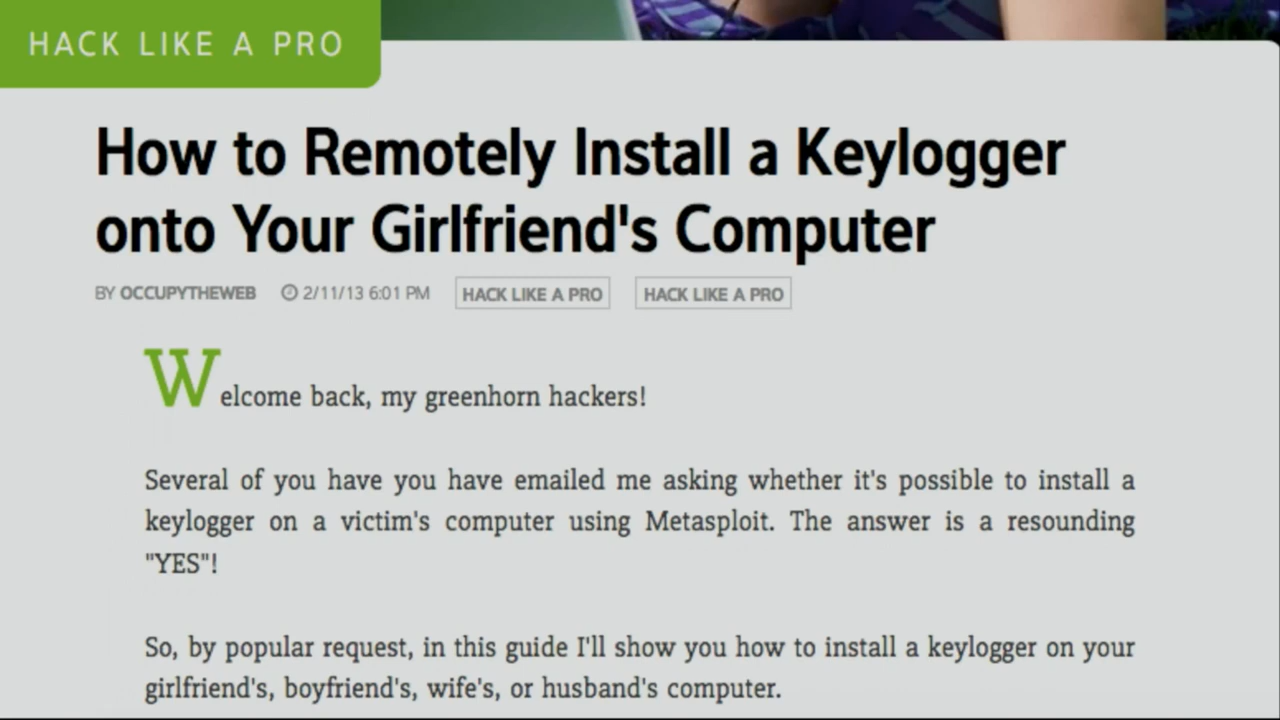 HACK LIKE A PRO
How to Remotely Install a Keylogger
onto Your Girlfriend's Computer
BY OCCUPYTHEWEB 2/11/13 6:01 PM HACK LIKE A PRO HACK LIKE A PRO
Welcome back, my greenhorn hackers!
Several of you have you have emailed me asking whether it's possible to install a
keylogger on a victim's computer using Metasploit. The answer is a resounding
"YES"!
So, by popular request, in this guide I'll show you how to install a keylogger on your
girlfriend's, boyfriend's, wife's, or husband's computer.